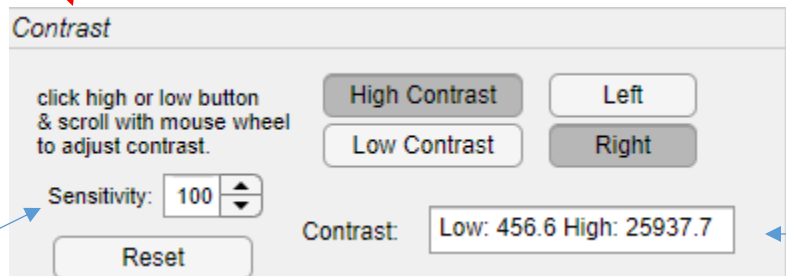 Contrast
click high or low button
& scroll with mouse wheel
to adjust contrast.
High Contrast
Left
Low Contrast
Right
Sensitivity: 100
Contrast: Low: 456.6 High: 25937.7
Reset